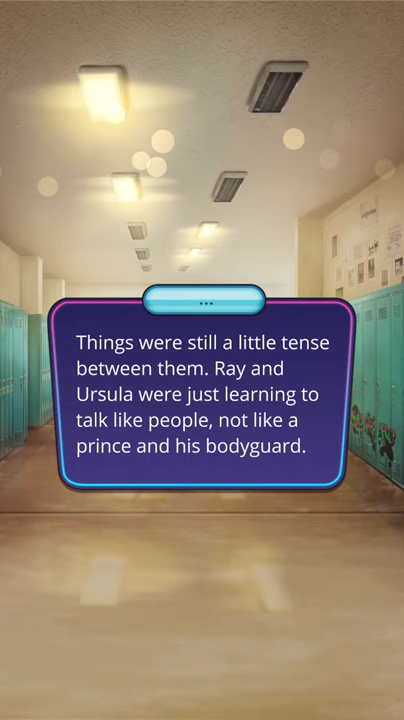 ...
Things were still a little tense
between them. Ray and
Ursula were just learning to
talk like people, not like a
prince and his bodyguard.